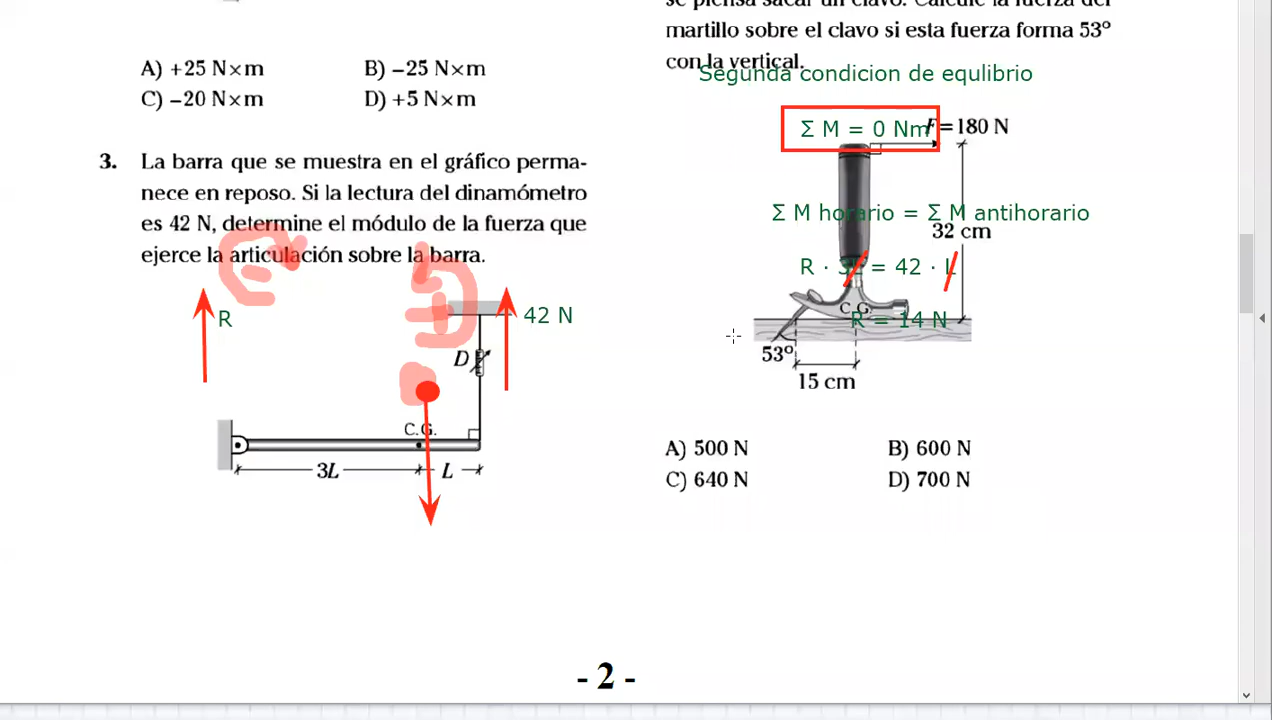 A) +25 N×m B) −25 N×m
C) −20 N×m D) +5 N×m
3. La barra que se muestra en el gráfico perma-
nece en reposo. Si la lectura del dinamómetro
es 42 N, determine el módulo de la fuerza que
ejerce la articulación sobre la barra.
R
42 N
D
C.G.
3L
L
se piensa sacar un clavo. Calcule la fuerza del
martillo sobre el clavo si esta fuerza forma 53º
con la vertical.
Segunda condicion de equlibrio
Σ M = 0 Nm
F=180 N
Σ M horario = Σ M antihorario
32 cm
R · 3L = 42 · L
C.G.
R = 14 N
53º
15 cm
A) 500 N B) 600 N
C) 640 N D) 700 N
- 2 -